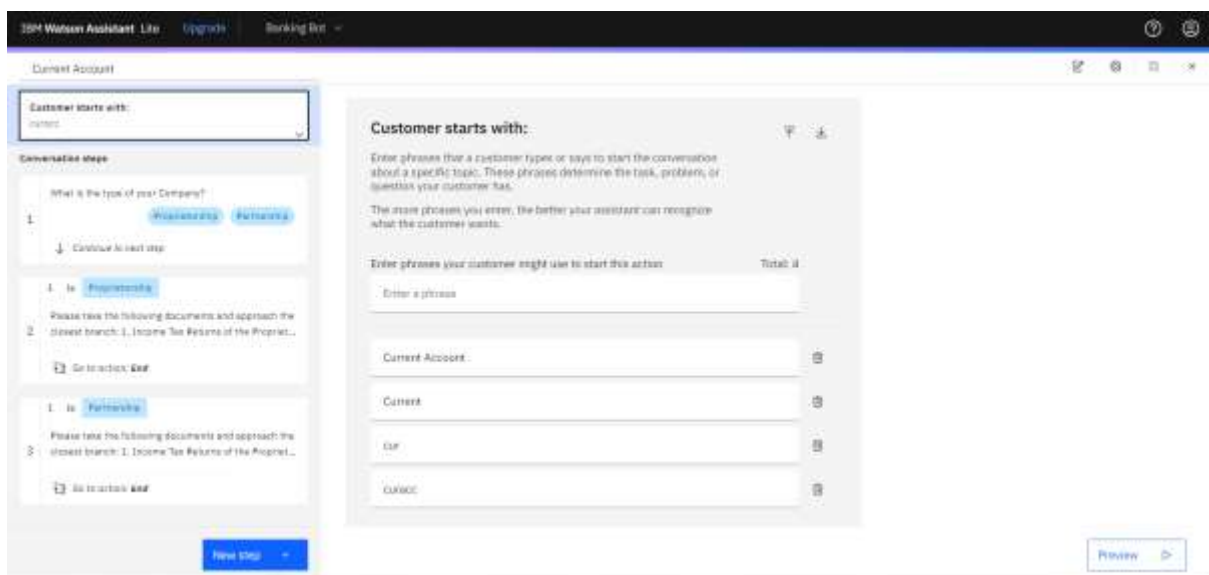 IBM Watson Assistant Lite Upgrade Banking Bot
Current Account
Customer starts with:
current
Conversation steps
What is the type of your Company?
1 Proprietorship Partnership
Continue to next step
1 is Proprietorship
Please take the following documents and approach the
2 closest branch: 1. Income Tax Returns of the Propriet...
Go to action: End
1 is Partnership
Please take the following documents and approach the
3 closest branch: 1. Income Tax Returns of the Propriet...
Go to action: End
New step
Customer starts with:
Enter phrases that a customer types or says to start the conversation
about a specific topic. These phrases determine the task, problem, or
question your customer has.
The more phrases you enter, the better your assistant can recognize
what the customer wants.
Enter phrases your customer might use to start this action Total: 4
Enter a phrase
Current Account
Current
cur
curacc
Preview